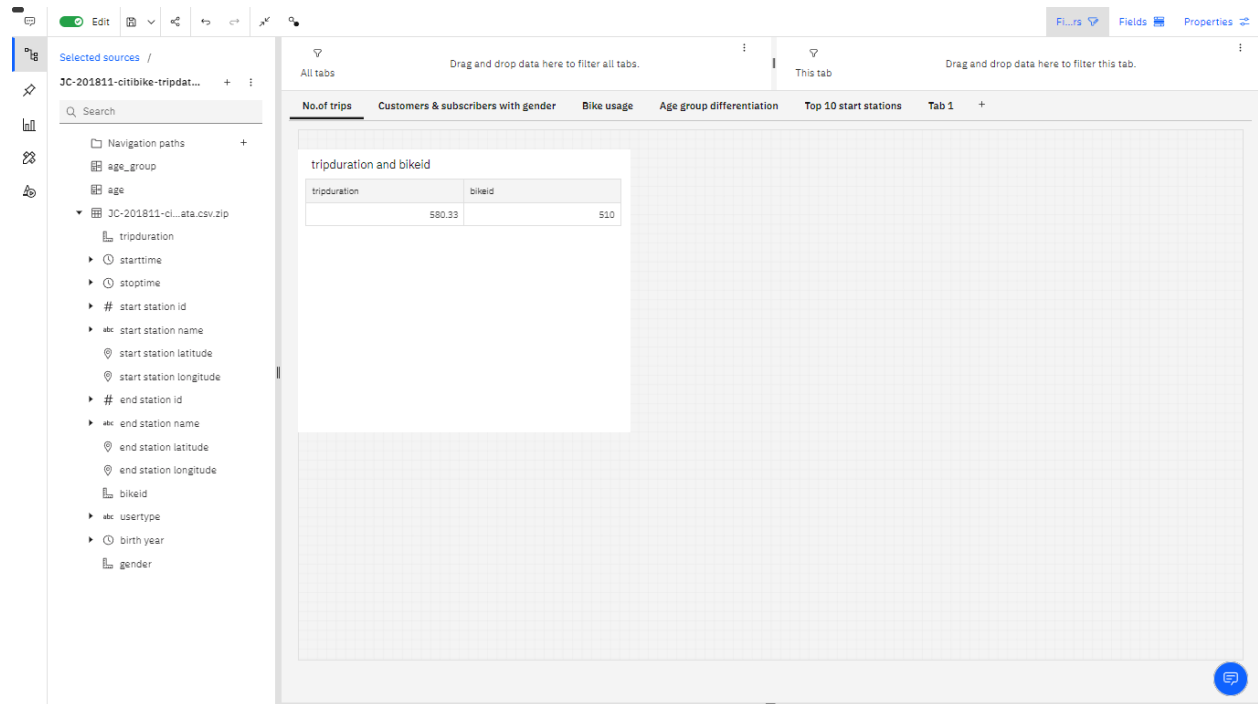 Edit
Fi...rs
Fields
Properties
Selected sources /
JC-201811-citibike-tripdat...
Search
Navigation paths
age_group
age
JC-201811-ci...ata.csv.zip
tripduration
starttime
stoptime
# start station id
abc start station name
start station latitude
start station longitude
# end station id
abc end station name
end station latitude
end station longitude
bikeid
abc usertype
birth year
gender
All tabs
Drag and drop data here to filter all tabs.
This tab
Drag and drop data here to filter this tab.
No.of trips Customers & subscribers with gender Bike usage Age group differentiation Top 10 start stations Tab 1 +
tripduration and bikeid
tripduration bikeid
580.33 510